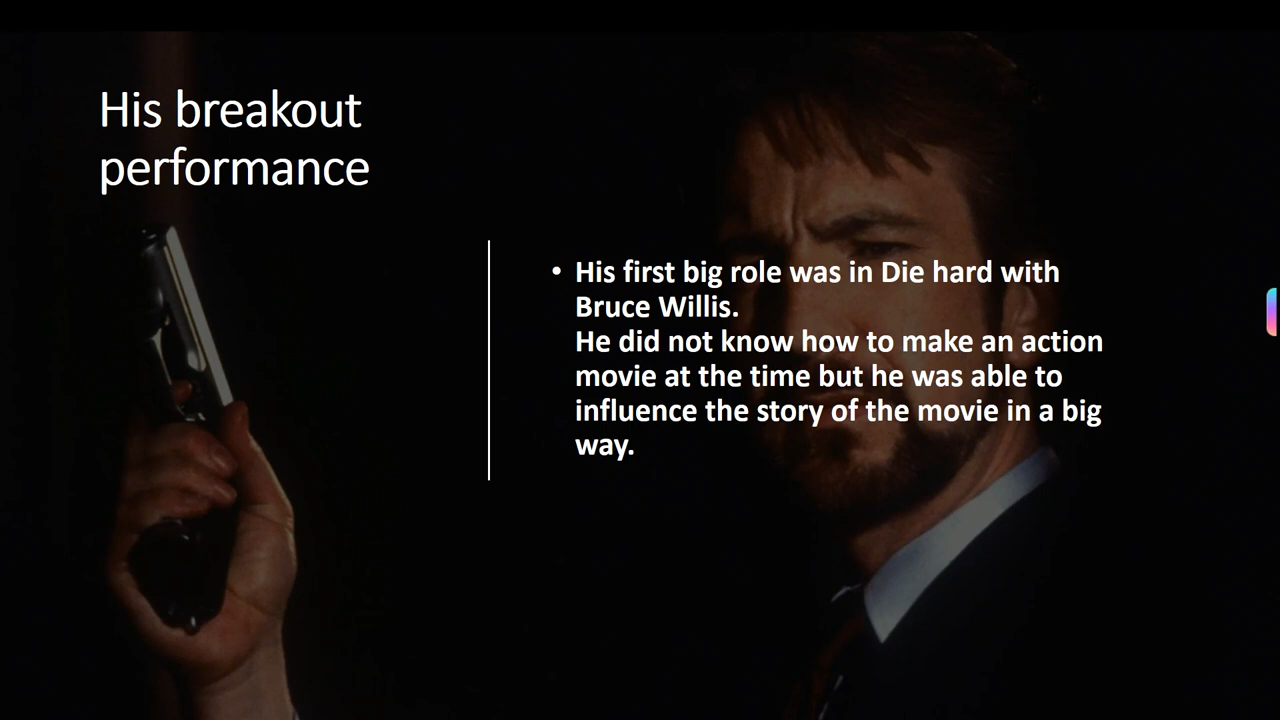 His breakout
performance
• His first big role was in Die hard with
Bruce Willis.
He did not know how to make an action
movie at the time but he was able to
influence the story of the movie in a big
way.